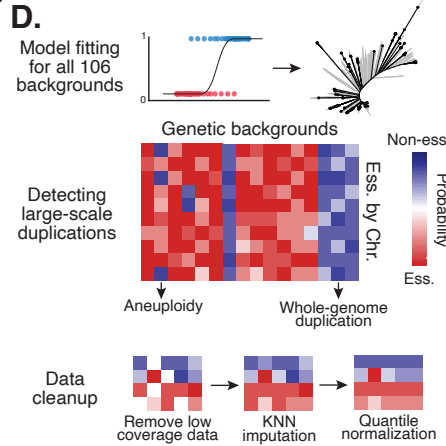 D.
Model fitting
for all 106
backgrounds
1
0
Genetic backgrounds
Detecting
large-scale
duplications
Ess. by Chr.
Non-ess.
Probability
Ess.
Aneuploidy
Whole-genome
duplication
Data
cleanup
Remove low
coverage data
KNN
imputation
Quantile
normalization